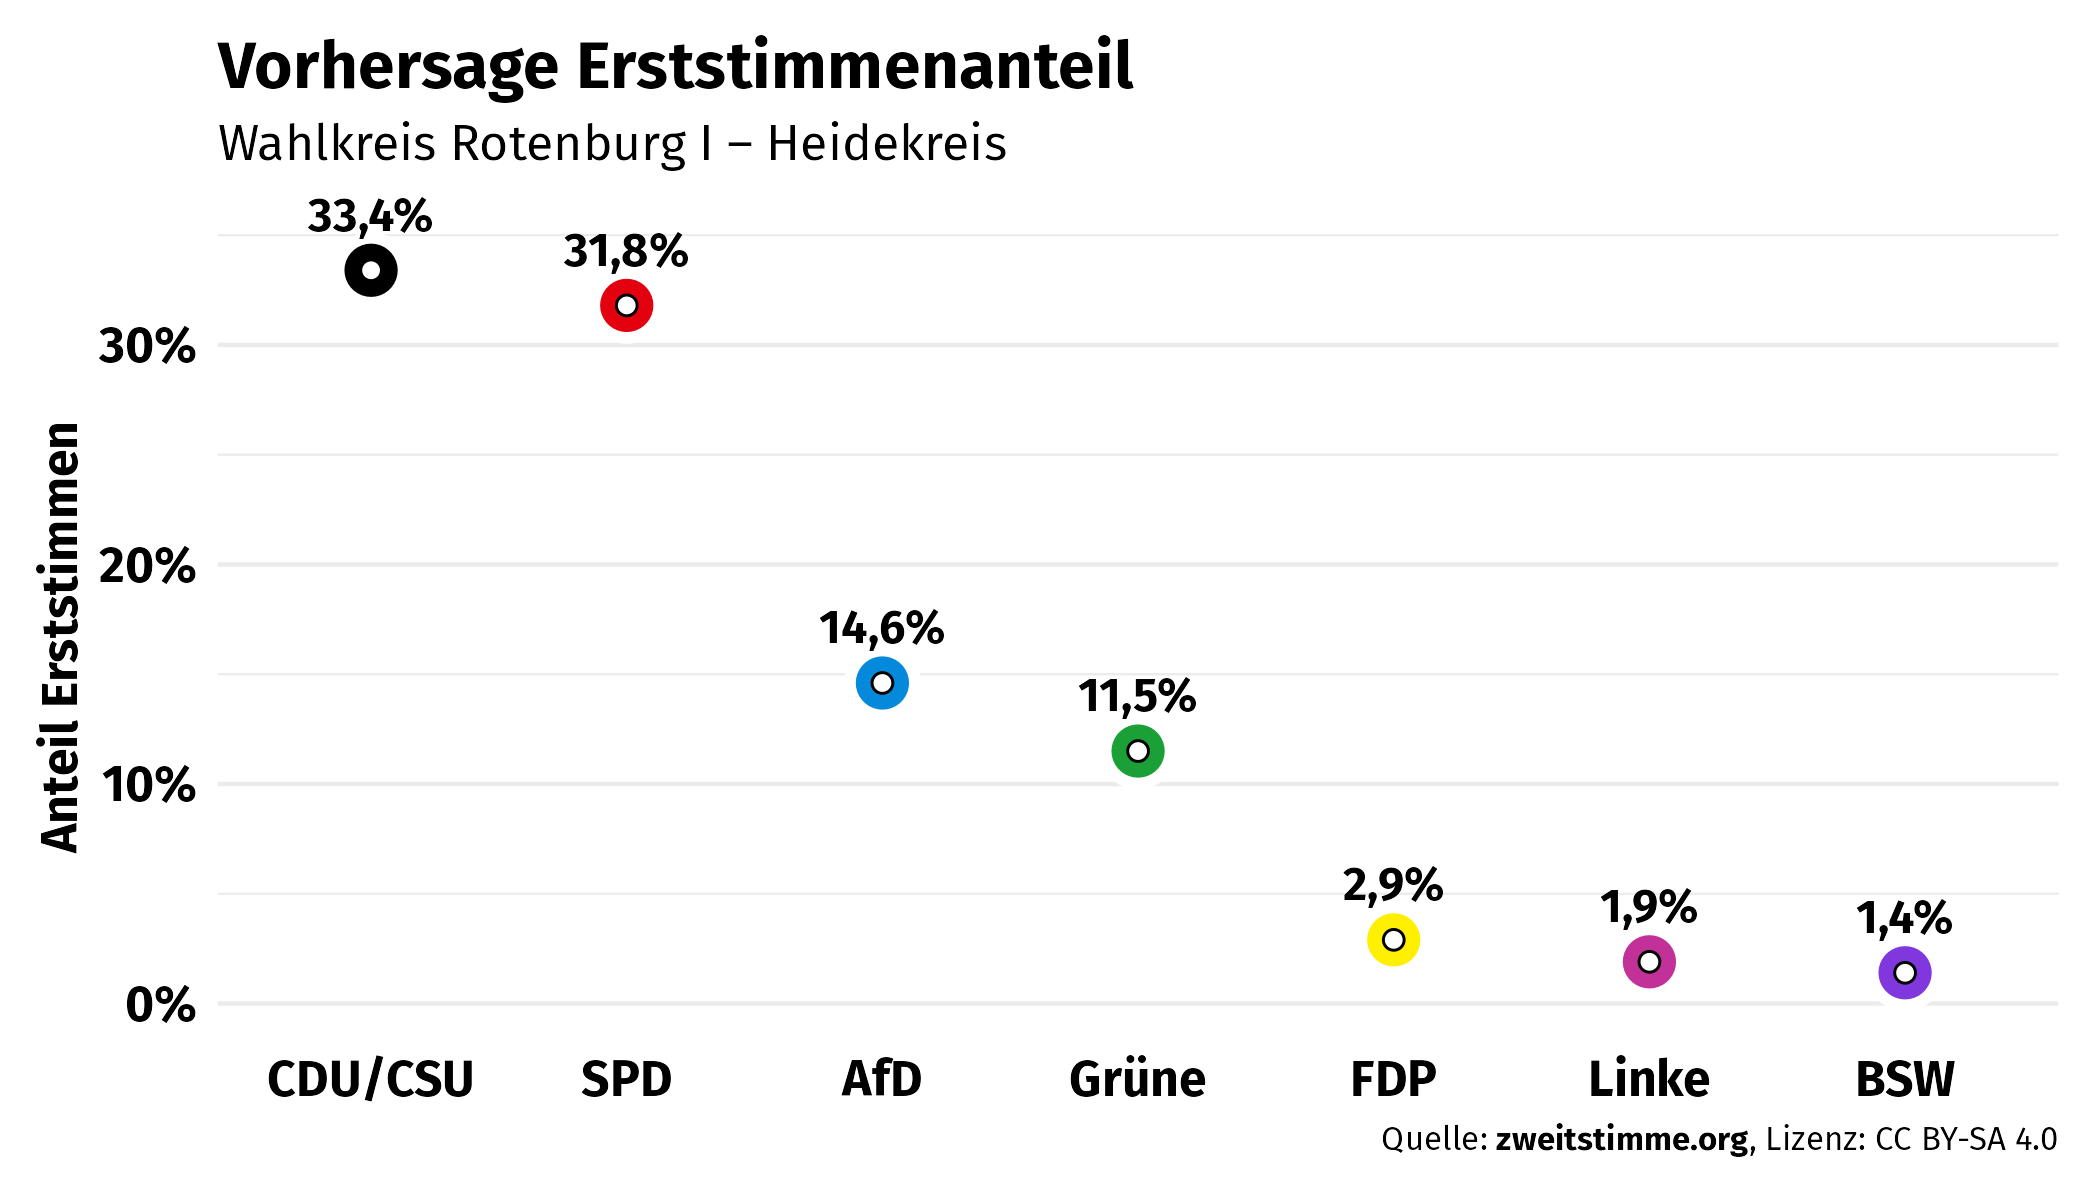 Vorhersage Erststimmenanteil
Wahlkreis Rotenburg I – Heidekreis
33,4%
31,8%
30%
20%
14,6%
11,5%
10%
2,9%
1,9%
1,4%
0%
Anteil Erststimmen
CDU/CSU SPD AfD Grüne FDP Linke BSW
Quelle: zweitstimme.org, Lizenz: CC BY-SA 4.0